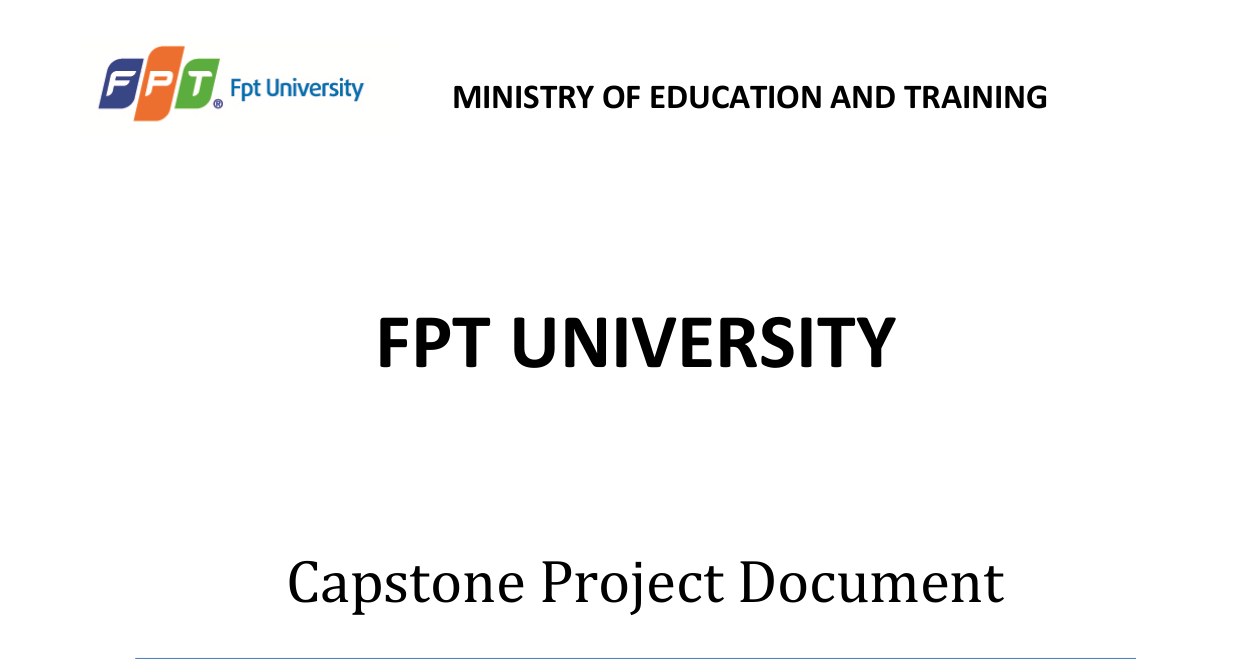 FPT® Fpt University
MINISTRY OF EDUCATION AND TRAINING
FPT UNIVERSITY
Capstone Project Document